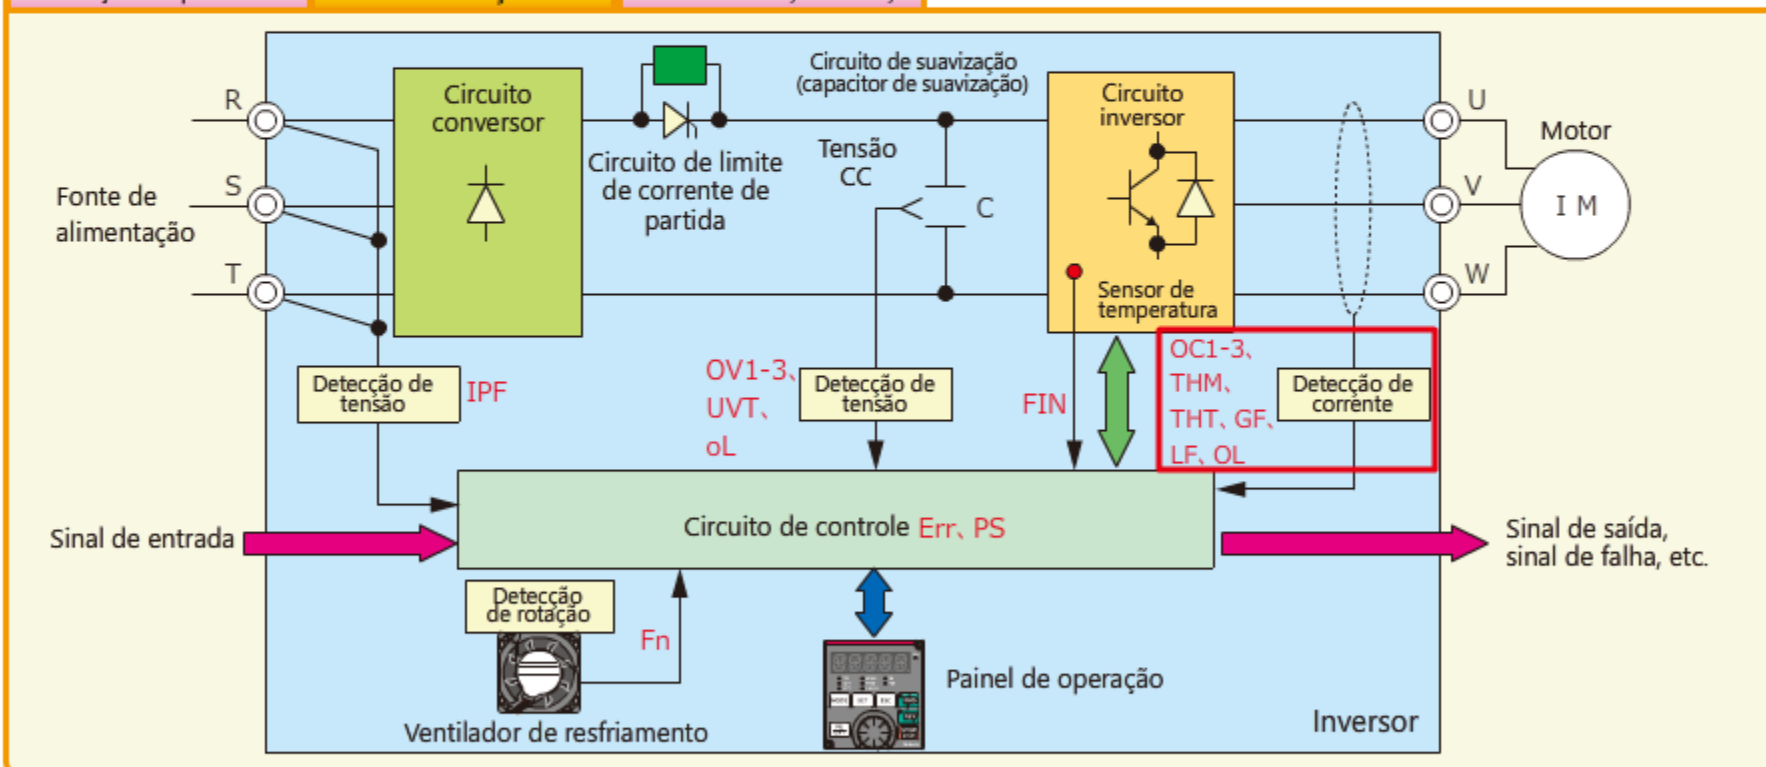 Circuito
conversor
Circuito de suavização
(capacitor de suavização)
Circuito
inversor
R
S
T
Fonte de
alimentação
Circuito de limite
de corrente de
partida
Tensão
CC
C
Sensor de
temperatura
U
V
W
Motor
I M
Detecção de
tensão
IPF
OV1-3、
UVT、
oL
Detecção de
tensão
FIN
OC1-3、
THM、
THT、GF、
LF、OL
Detecção de
corrente
Sinal de entrada
Circuito de controle Err、PS
Sinal de saída,
sinal de falha, etc.
Detecção
de rotação
Fn
Ventilador de resfriamento
Painel de operação
Inversor